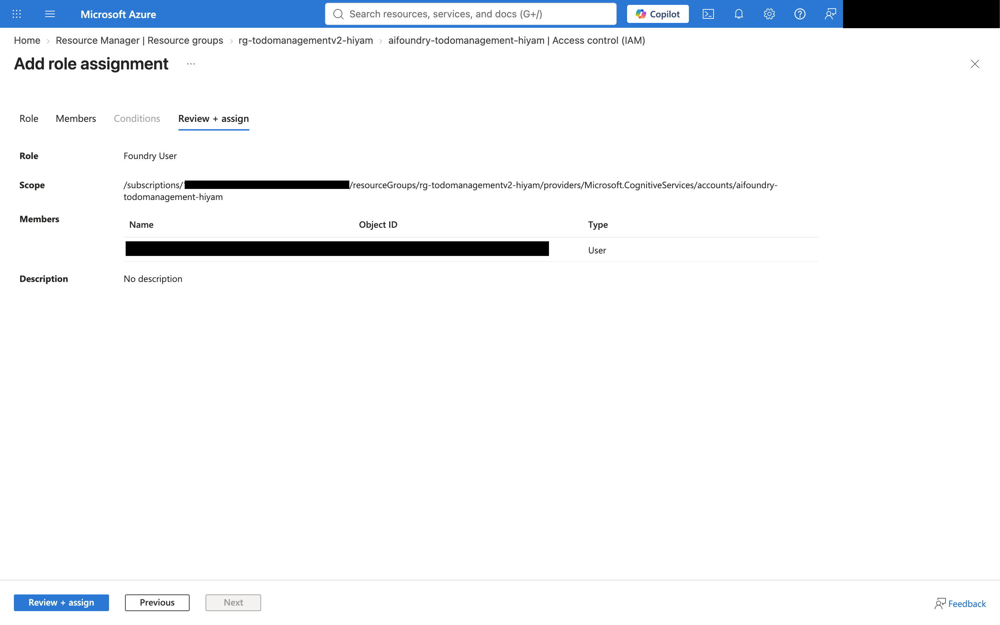 Microsoft Azure
Search resources, services, and docs (G+/)
Copilot
Home > Resource Manager | Resource groups > rg-todomanagementv2-hiyam > aifoundry-todomanagement-hiyam | Access control (IAM)
Add role assignment ...
Role Members Conditions Review + assign
Role Foundry User
Scope /subscriptions/ /resourceGroups/rg-todomanagementv2-hiyam/providers/Microsoft.CognitiveServices/accounts/aifoundry-
todomanagement-hiyam
Members
Name Object ID Type
User
Description No description
Review + assign Previous Next
Feedback